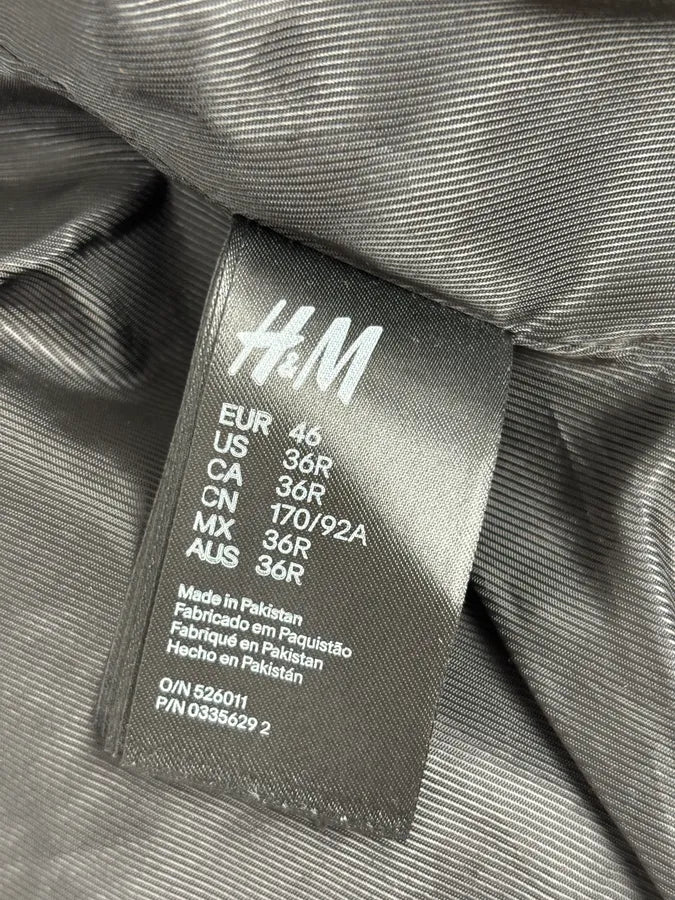 H&M
EUR 46
US 36R
CA 36R
CN 170/92A
MX 36R
AUS 36R
Made in Pakistan
Fabricado em Paquistão
Fabriqué en Pakistan
Hecho en Pakistán
O/N 526011
P/N 0335629 2